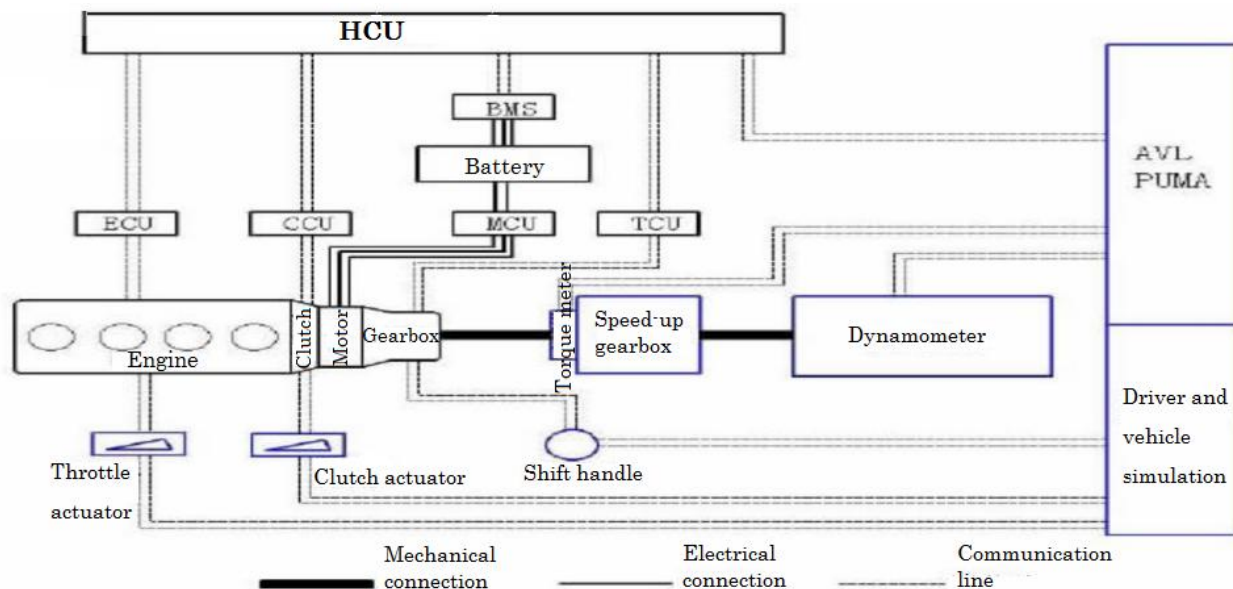 HCU
BMS
Battery
AVL
PUMA
ECU
CCU
MCU
TCU
Engine
Clutch
Motor
Gearbox
Torque meter
Speed-up
gearbox
Dynamometer
Throttle
actuator
Clutch actuator
Shift handle
Driver and
vehicle
simulation
Mechanical
connection
Electrical
connection
Communication
line